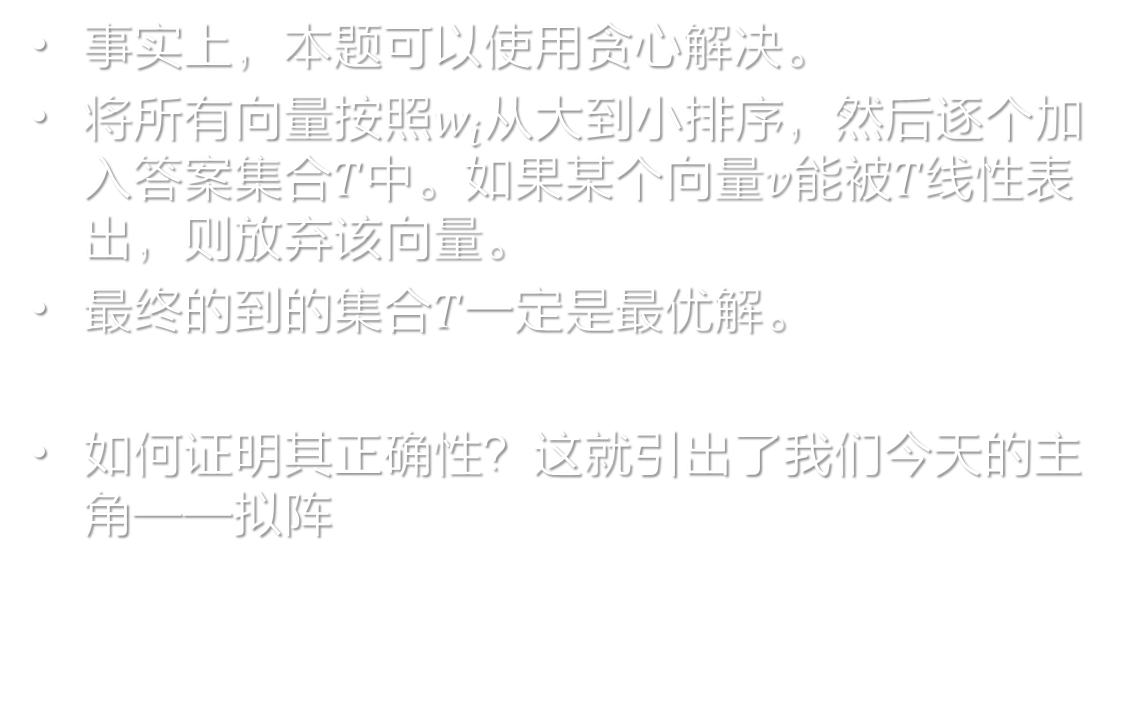 • 事实上，本题可以使用贪心解决。
• 将所有向量按照wᵢ从大到小排序，然后逐个加
入答案集合T中。如果某个向量v能被T线性表
出，则放弃该向量。
• 最终的到的集合T一定是最优解。
• 如何证明其正确性？这就引出了我们今天的主
角——拟阵